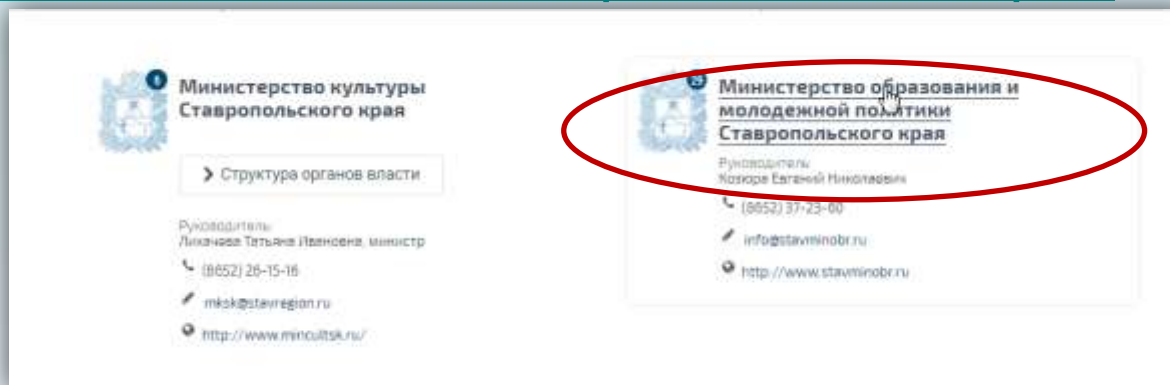 Министерство культуры
Ставропольского края
Структура органов власти
Руководитель:
Лихачева Татьяна Ивановна, министр
(8652) 26-15-16
mksk@stavregion.ru
http://www.mincultsk.ru/
Министерство образования и
молодежной политики
Ставропольского края
Руководитель:
Козюра Евгений Николаевич
(8652) 37-23-60
info@stavminobr.ru
http://www.stavminobr.ru